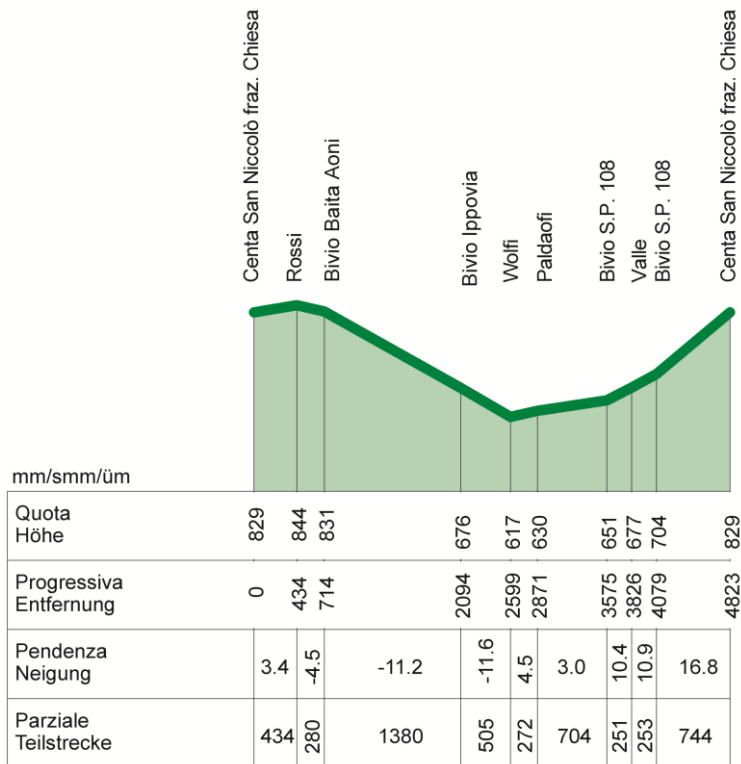 Centa San Niccolò fraz. Chiesa
Rossi
Bivio Baita Aoni
Bivio Ippovia
Wolfi
Paldaofi
Bivio S.P. 108
Valle
Bivio S.P. 108
Centa San Niccolò fraz. Chiesa
mm/smm/üm
Quota
Höhe
829 844 831 676 617 630 651 677 704 829
Progressiva
Entfernung
0 434 714 2094 2599 2871 3575 3826 4079 4823
Pendenza
Neigung
3.4 -4.5 -11.2 -11.6 4.5 3.0 10.4 10.9 16.8
Parziale
Teilstrecke
434 280 1380 505 272 704 251 253 744